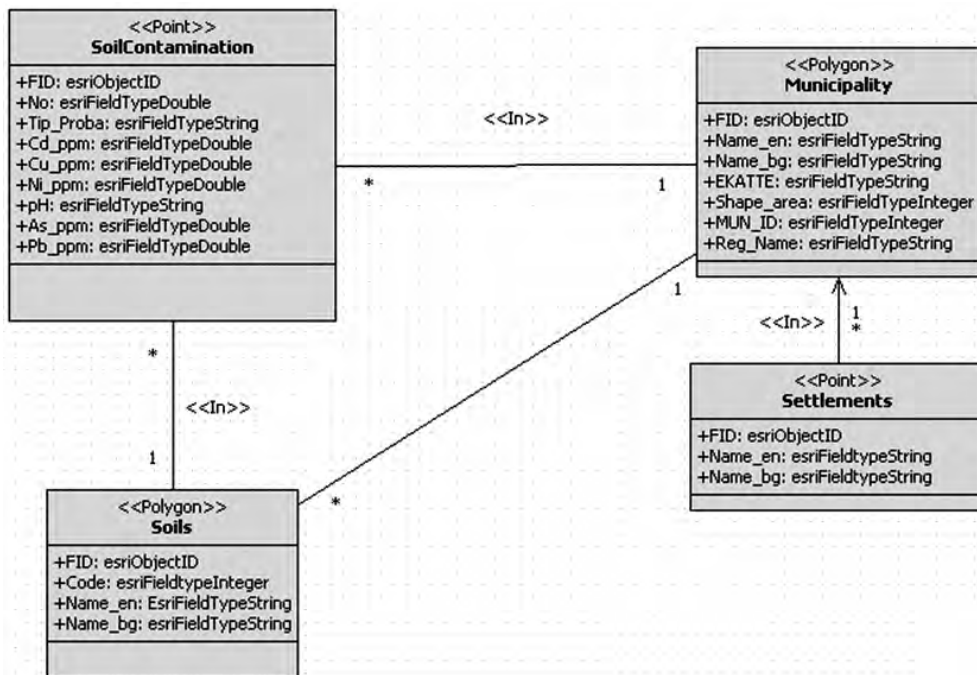 <<Point>>
SoilContamination
+FID: esriObjectID
+No: esriFieldTypeDouble
+Tip_Proba: esriFieldTypeString
+Cd_ppm: esriFieldTypeDouble
+Cu_ppm: esriFieldTypeDouble
+Ni_ppm: esriFieldTypeDouble
+pH: esriFieldTypeString
+As_ppm: esriFieldTypeDouble
+Pb_ppm: esriFieldTypeDouble
<<In>>
*
1
<<Polygon>>
Municipality
+FID: esriObjectID
+Name_en: esriFieldTypeString
+Name_bg: esriFieldTypeString
+EKATTE: esriFieldTypeString
+Shape_area: esriFieldTypeInteger
+MUN_ID: esriFieldTypeInteger
+Reg_Name: esriFieldTypeString
1
<<In>>
1
*
*
<<In>>
1
<<Point>>
Settlements
+FID: esriObjectID
+Name_en: esriFieldtypeString
+Name_bg: esriFieldtypeString
*
<<Polygon>>
Soils
+FID: esriObjectID
+Code: esriFieldtypeInteger
+Name_en: EsriFieldTypeString
+Name_bg: esriFieldTypeString